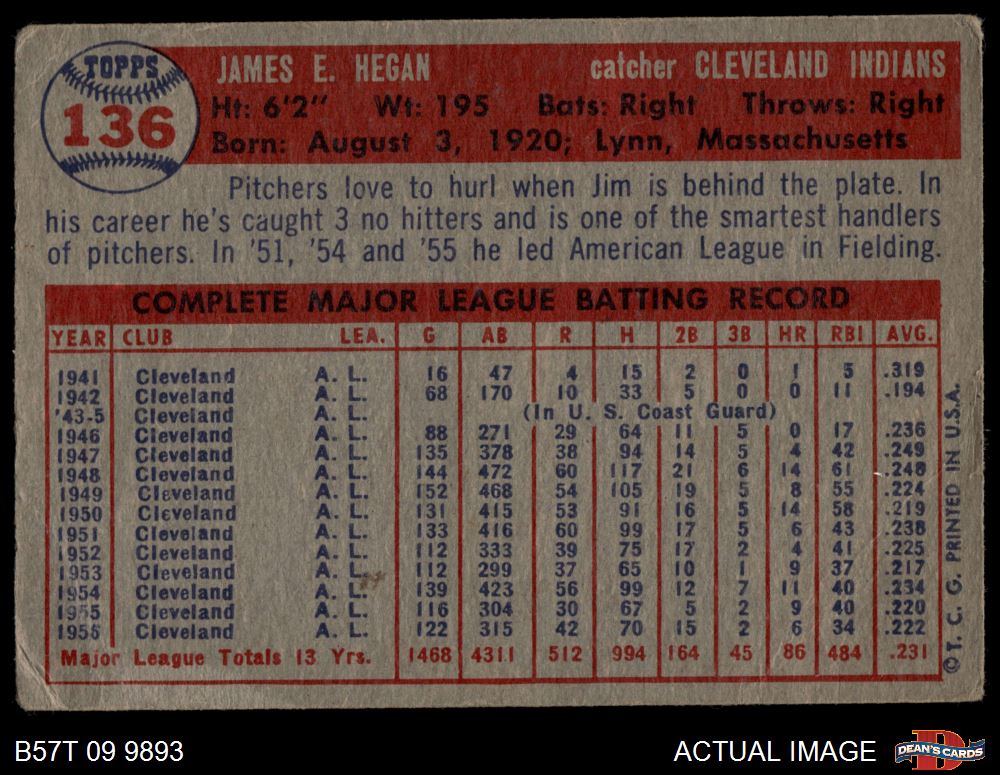 TOPPS
136
JAMES E. HEGAN catcher CLEVELAND INDIANS
Ht: 6'2" Wt: 195 Bats: Right Throws: Right
Born: August 3, 1920; Lynn, Massachusetts
Pitchers love to hurl when Jim is behind the plate. In
his career he's caught 3 no hitters and is one of the smartest handlers
of pitchers. In '51, '54 and '55 he led American League in Fielding.
COMPLETE MAJOR LEAGUE BATTING RECORD
YEAR CLUB LEA. G AB R H 2B 3B HR RBI AVG.
1941 Cleveland A. L. 16 47 4 15 2 0 1 5 .319
1942 Cleveland A. L. 68 170 10 33 5 0 0 11 .194
'43-5 Cleveland A. L. (In U. S. Coast Guard)
1946 Cleveland A. L. 88 271 29 64 11 5 0 17 .236
1947 Cleveland A. L. 135 378 38 94 14 5 4 42 .249
1948 Cleveland A. L. 144 472 60 117 21 6 14 61 .248
1949 Cleveland A. L. 152 468 54 105 19 5 8 55 .224
1950 Cleveland A. L. 131 415 53 91 16 5 14 58 .219
1951 Cleveland A. L. 133 416 60 99 17 5 6 43 .238
1952 Cleveland A. L. 112 333 39 75 17 2 4 41 .225
1953 Cleveland A. L. 112 299 37 65 10 1 9 37 .217
1954 Cleveland A. L. 139 423 56 99 12 7 11 40 .234
1955 Cleveland A. L. 116 304 30 67 5 2 9 40 .220
1956 Cleveland A. L. 122 315 42 70 15 2 6 34 .222
Major League Totals 13 Yrs. 1468 4311 512 994 164 45 86 484 .231
© T. C. G. PRINTED IN U.S.A.
B57T 09 9893 ACTUAL IMAGE DEAN'S CARDS